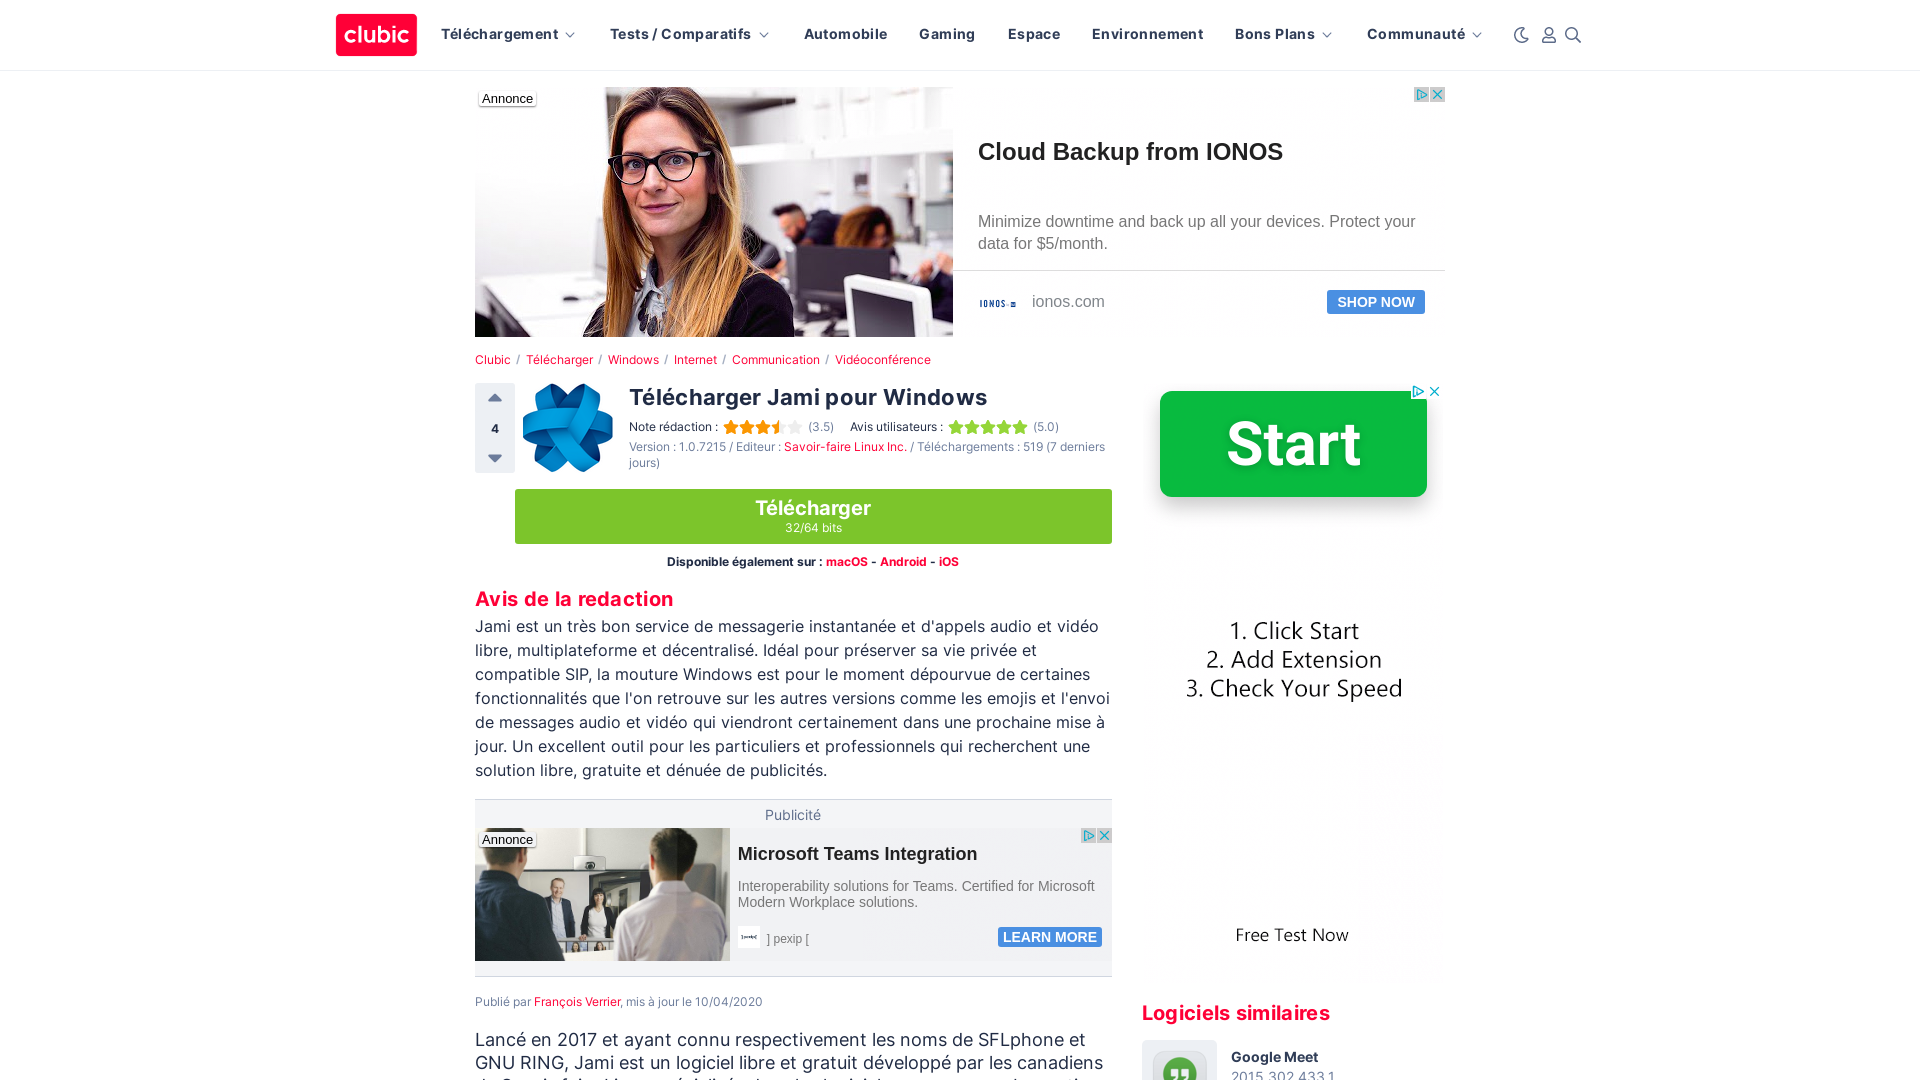 clubic
Téléchargement
Tests / Comparatifs
Automobile
Gaming
Espace
Environnement
Bons Plans
Communauté
Annonce
Cloud Backup from IONOS
Minimize downtime and back up all your devices. Protect your
data for $5/month.
IONOS
ionos.com
SHOP NOW
Clubic / Télécharger / Windows / Internet / Communication / Vidéoconférence
4
Télécharger Jami pour Windows
Note rédaction : (3.5) Avis utilisateurs : (5.0)
Version : 1.0.7215 / Editeur : Savoir-faire Linux Inc. / Téléchargements : 519 (7 derniers
jours)
Télécharger
32/64 bits
Disponible également sur : macOS - Android - iOS
Avis de la redaction
Jami est un très bon service de messagerie instantanée et d'appels audio et vidéo
libre, multiplateforme et décentralisé. Idéal pour préserver sa vie privée et
compatible SIP, la mouture Windows est pour le moment dépourvue de certaines
fonctionnalités que l'on retrouve sur les autres versions comme les emojis et l'envoi
de messages audio et vidéo qui viendront certainement dans une prochaine mise à
jour. Un excellent outil pour les particuliers et professionnels qui recherchent une
solution libre, gratuite et dénuée de publicités.
Publicité
Annonce
Microsoft Teams Integration
Interoperability solutions for Teams. Certified for Microsoft
Modern Workplace solutions.
] pexip [
LEARN MORE
Publié par François Verrier, mis à jour le 10/04/2020
Lancé en 2017 et ayant connu respectivement les noms de SFLphone et
GNU RING, Jami est un logiciel libre et gratuit développé par les canadiens
Start
1. Click Start
2. Add Extension
3. Check Your Speed
Free Test Now
Logiciels similaires
Google Meet
2015.302.433.1